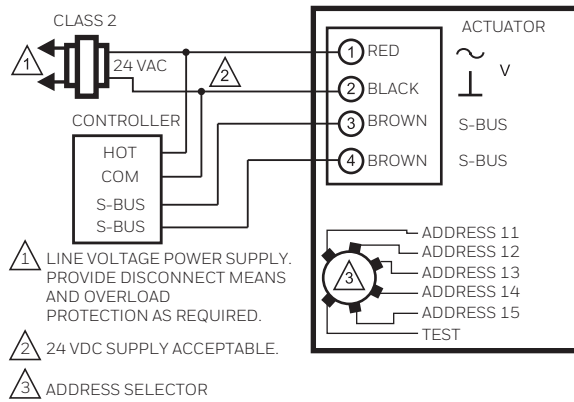 CLASS 2
ACTUATOR
1 RED
24 VAC
V
2
2 BLACK
1
CONTROLLER
3 BROWN S-BUS
HOT
4 BROWN S-BUS
COM
S-BUS
S-BUS
ADDRESS 11
ADDRESS 12
3
ADDRESS 13
ADDRESS 14
ADDRESS 15
TEST
1 LINE VOLTAGE POWER SUPPLY.
PROVIDE DISCONNECT MEANS
AND OVERLOAD
PROTECTION AS REQUIRED.
2 24 VDC SUPPLY ACCEPTABLE.
3 ADDRESS SELECTOR